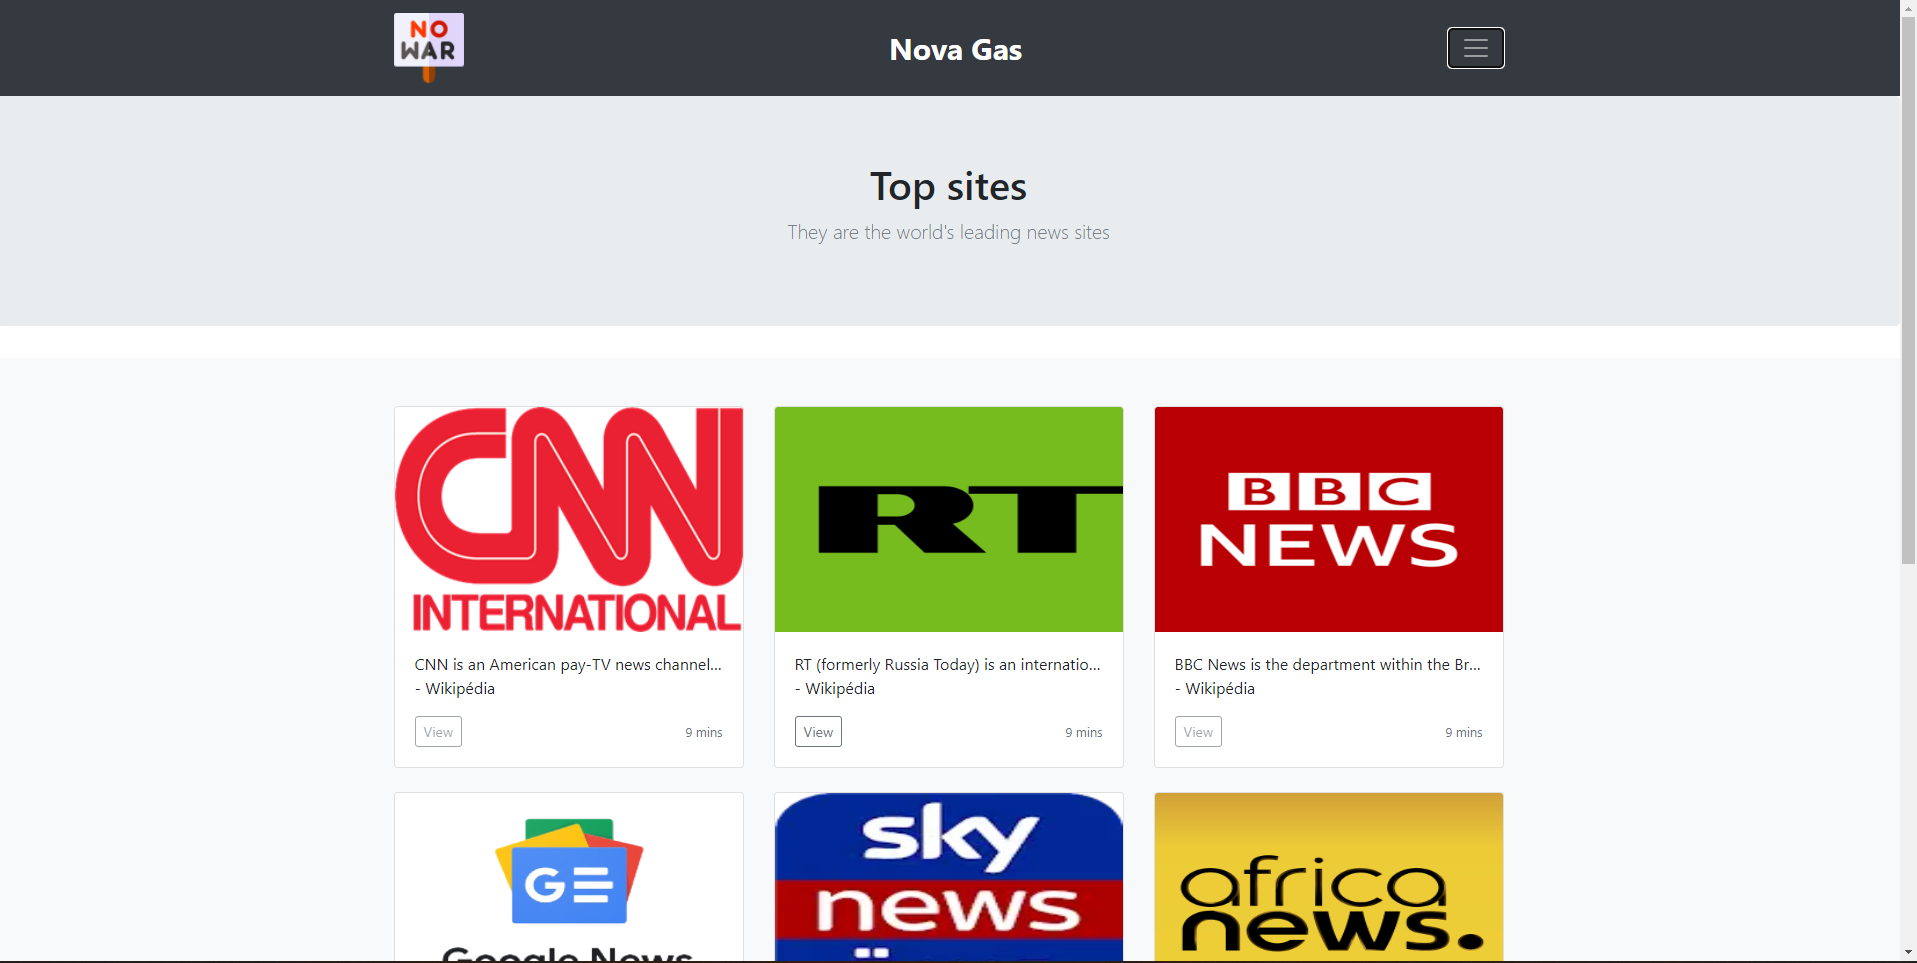 NO
WAR
Nova Gas
Top sites
They are the world's leading news sites
CNN
INTERNATIONAL
RT
BBC
NEWS
CNN is an American pay-TV news channel...
- Wikipédia
View
9 mins
RT (formerly Russia Today) is an internatio...
- Wikipédia
View
9 mins
BBC News is the department within the Br...
- Wikipédia
View
9 mins
GE
Google News
sky
news
africa
news.